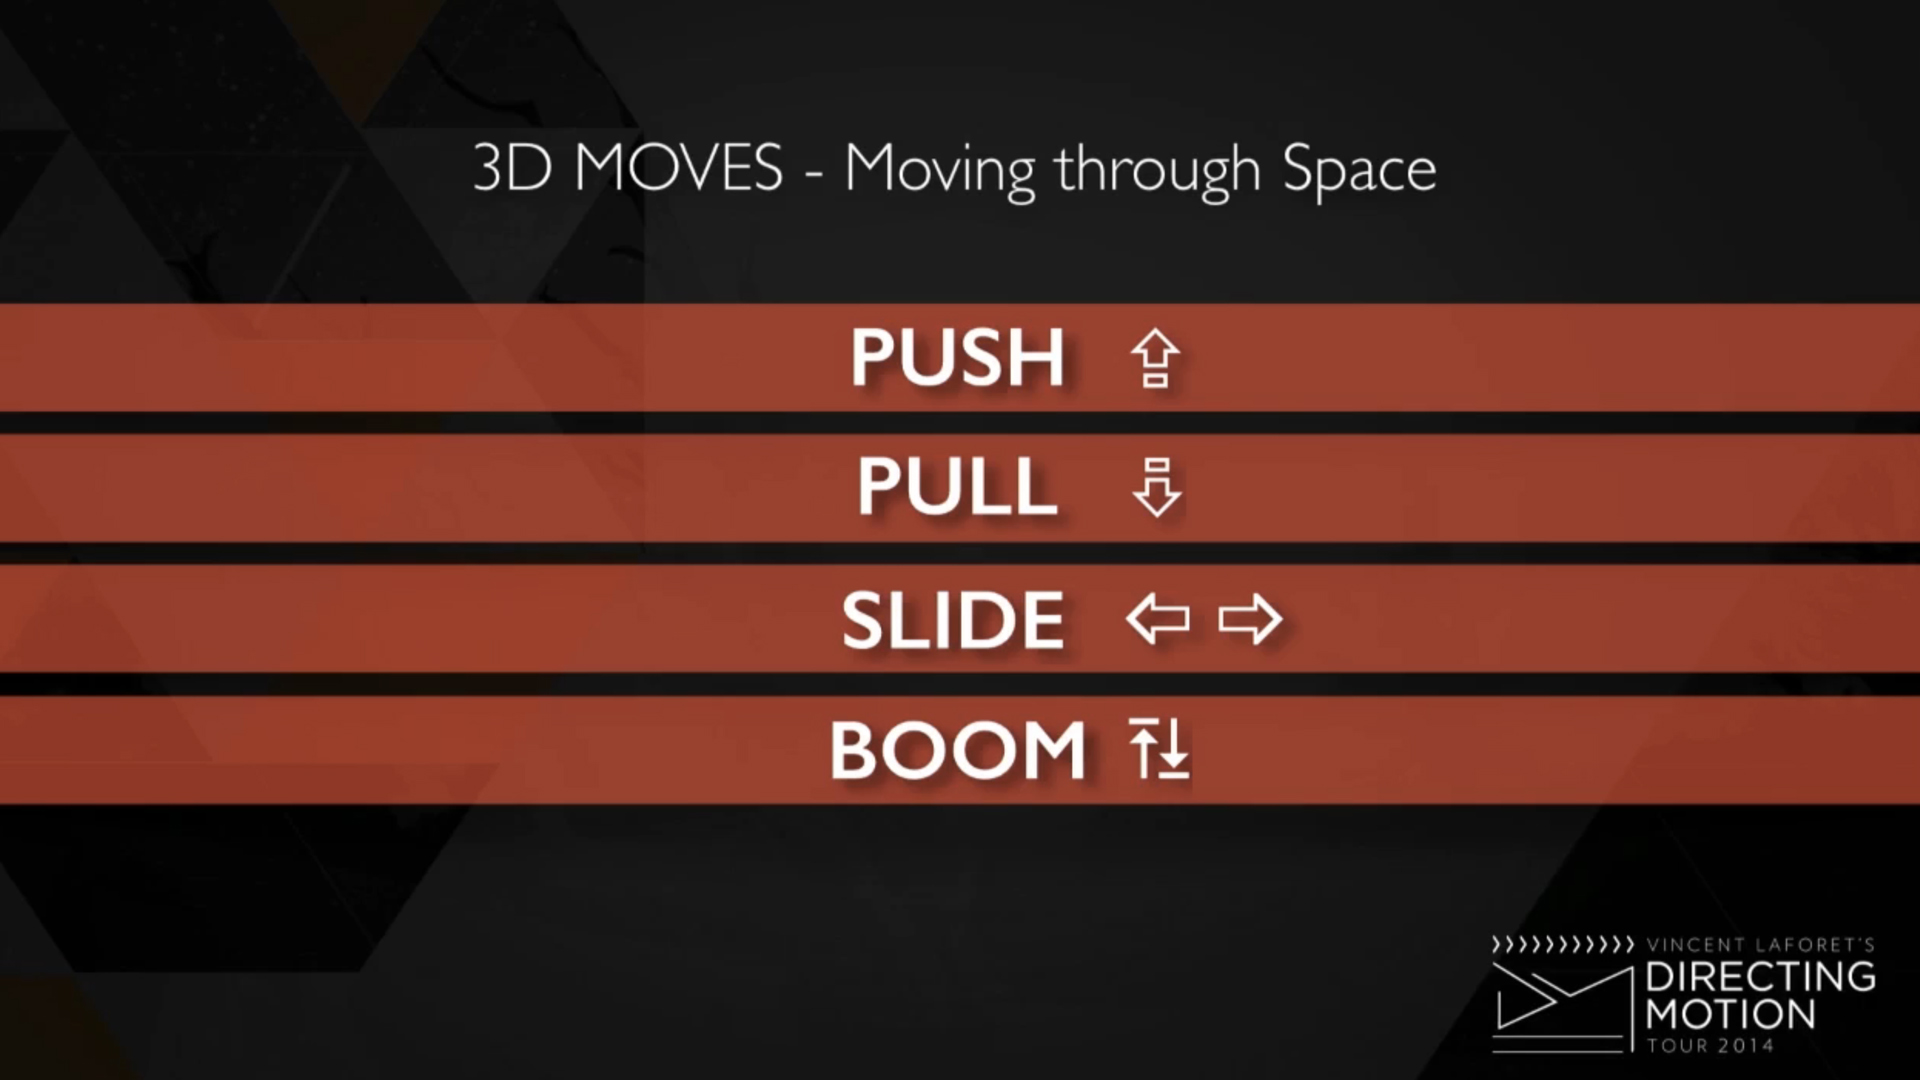 3D MOVES - Moving through Space
PUSH
PULL
SLIDE
BOOM
VINCENT LAFORET'S
DIRECTING
MOTION
TOUR 2014